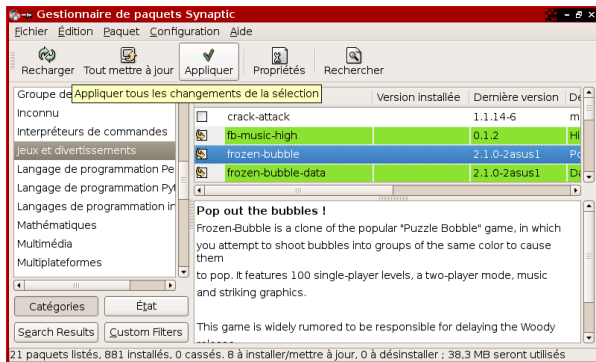 Gestionnaire de paquets Synaptic
Fichier Édition Paquet Configuration Aide
Recharger Tout mettre à jour Appliquer Propriétés Rechercher
Appliquer tous les changements de la sélection
Groupe de
Version installée Dernière version
Inconnu
Interpréteurs de commandes
Jeux et divertissements
Langage de programmation Pe
Langage de programmation Pyt
Langages de programmation in
Mathématiques
Multimédia
Multiplateformes
crack-attack 1.1.14-6 m
fb-music-high 0.1.2 Hi
frozen-bubble 2.1.0-2asus1 Po
frozen-bubble-data 2.1.0-2asus1 Da
Pop out the bubbles !
Frozen-Bubble is a clone of the popular "Puzzle Bobble" game, in which
you attempt to shoot bubbles into groups of the same color to cause
them
to pop. It features 100 single-player levels, a two-player mode, music
and striking graphics.
This game is widely rumored to be responsible for delaying the Woody
Catégories État
Search Results Custom Filters
21 paquets listés, 881 installés, 0 cassés. 8 à installer/mettre à jour, 0 à désinstaller ; 38,3 MB seront utilisés